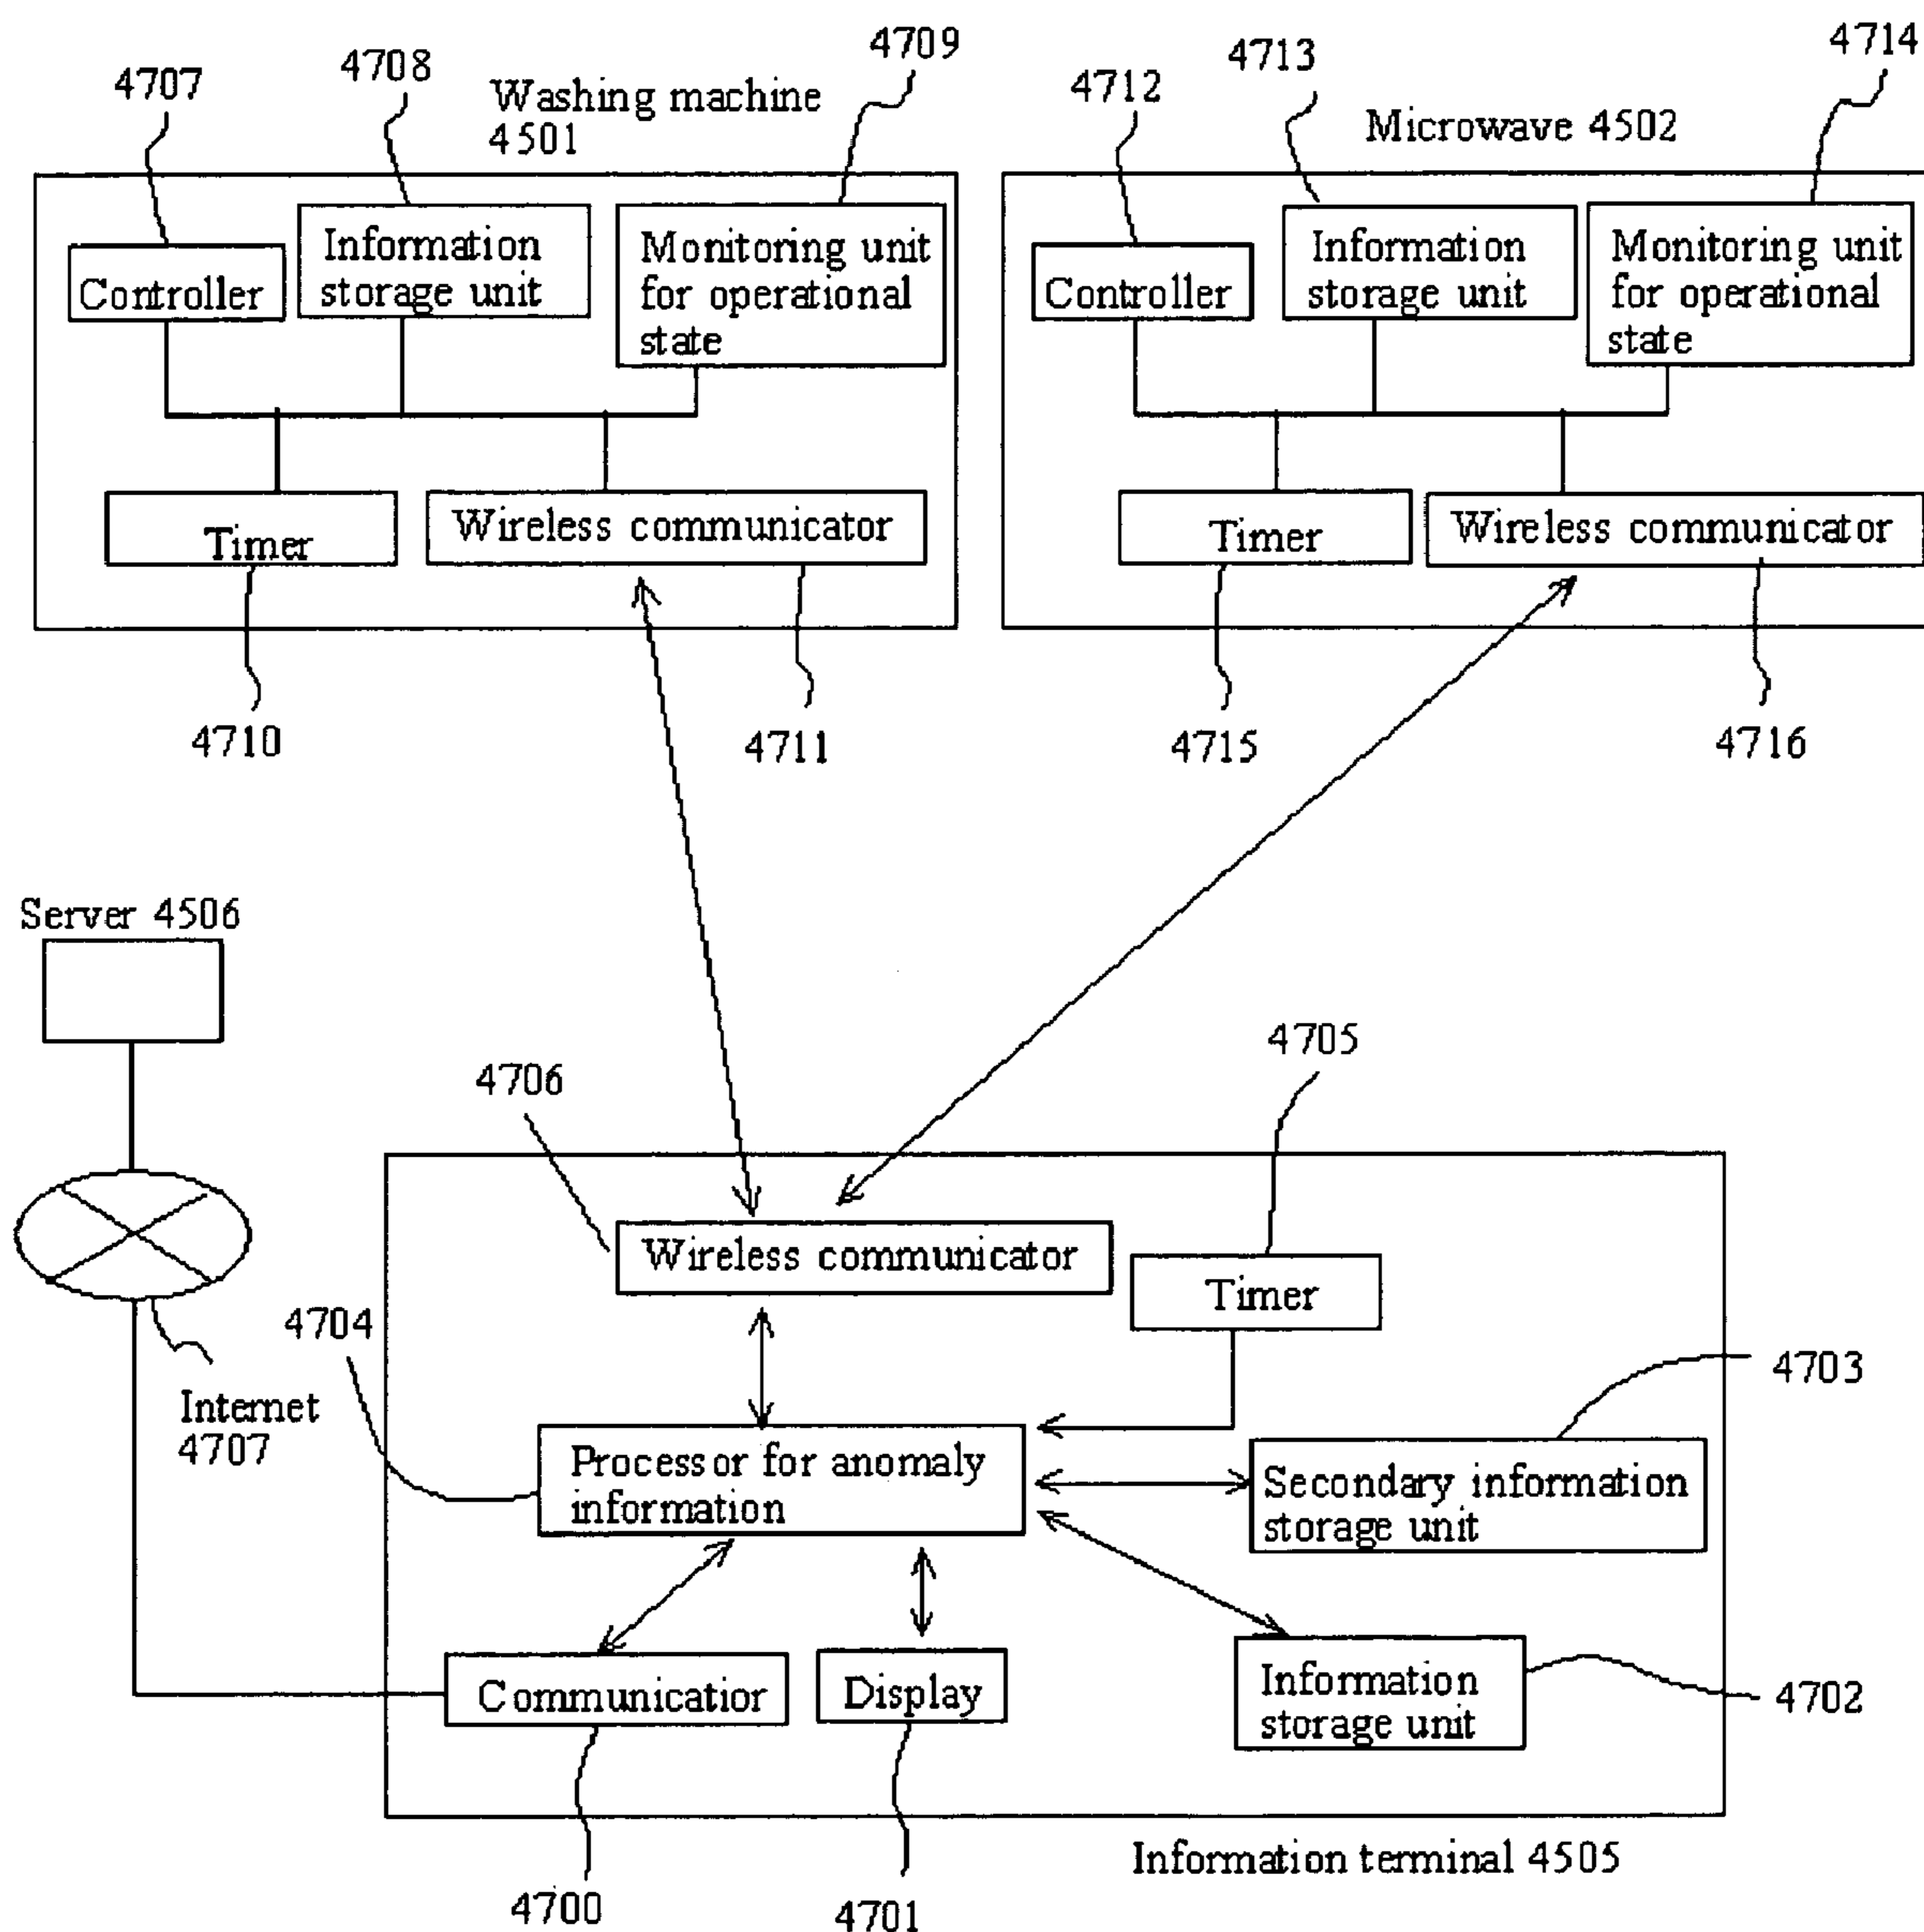 4707
4708
4709
Washing machine
4501
4712
4713
4714
Microwave 4502
Controller
Information
storage unit
Monitoring unit
for operational
state
Timer
Wireless communicator
4710
4711
Controller
Information
storage unit
Monitoring unit
for operational
state
Timer
Wireless communicator
4715
4716
Server 4506
Internet
4707
4706
4705
4704
4703
Wireless communicator
Timer
Processor for anomaly
information
Secondary information
storage unit
Communicatior
Display
Information
storage unit
4702
4700
4701
Information terminal 4505